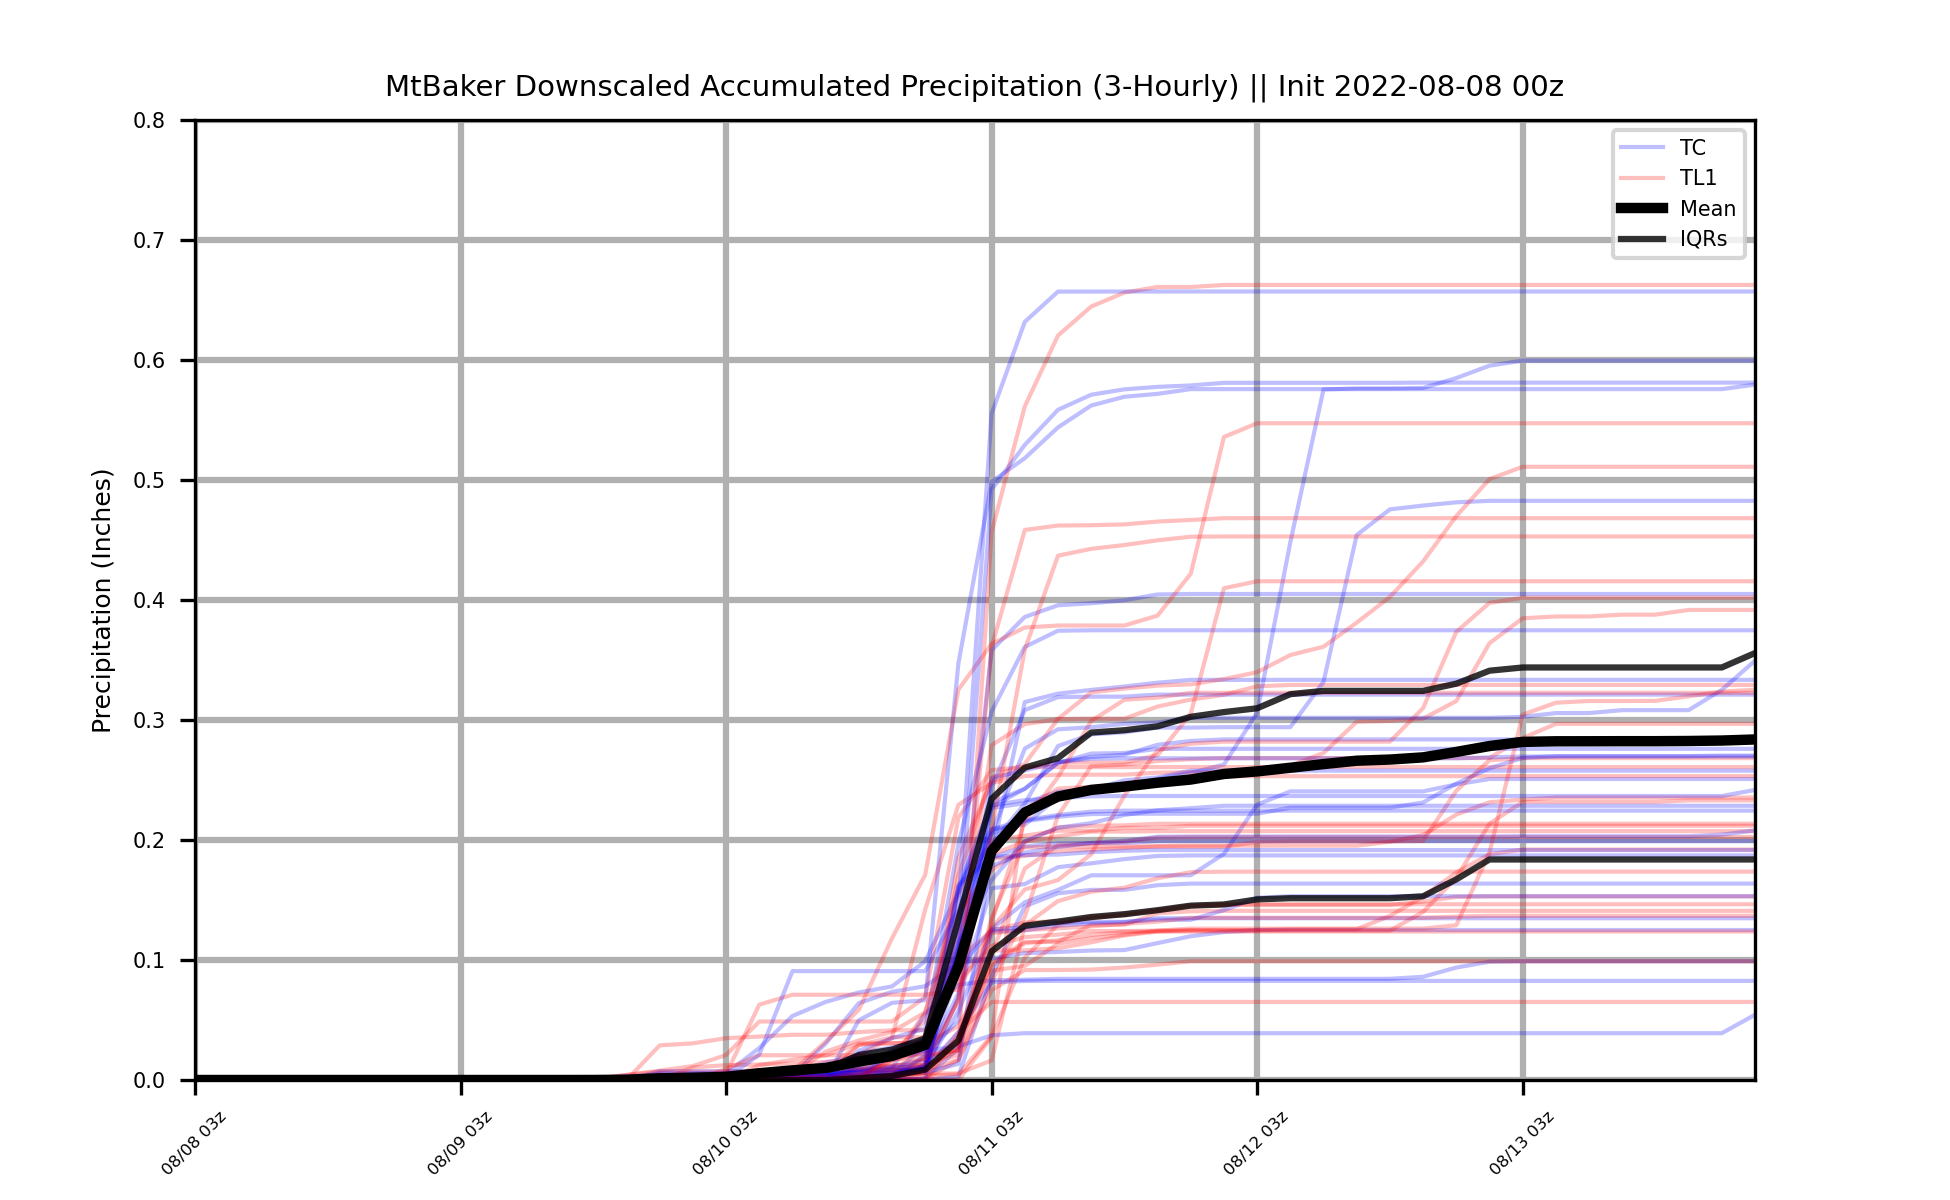 MtBaker Downscaled Accumulated Precipitation (3-Hourly) || Init 2022-08-08 00z
Precipitation (Inches)
0.8
0.7
0.6
0.5
0.4
0.3
0.2
0.1
0.0
TC
TL1
Mean
IQRs
08/08 03z
08/09 03z
08/10 03z
08/11 03z
08/12 03z
08/13 03z